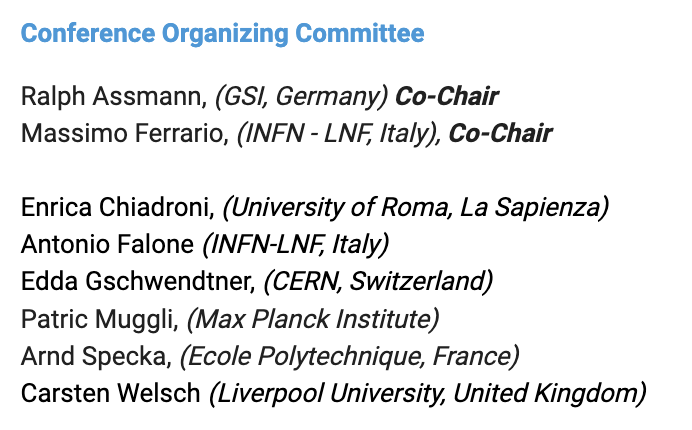 Conference Organizing Committee
Ralph Assmann, (GSI, Germany) Co-Chair
Massimo Ferrario, (INFN - LNF, Italy), Co-Chair
Enrica Chiadroni, (University of Roma, La Sapienza)
Antonio Falone (INFN-LNF, Italy)
Edda Gschwendtner, (CERN, Switzerland)
Patric Muggli, (Max Planck Institute)
Arnd Specka, (Ecole Polytechnique, France)
Carsten Welsch (Liverpool University, United Kingdom)